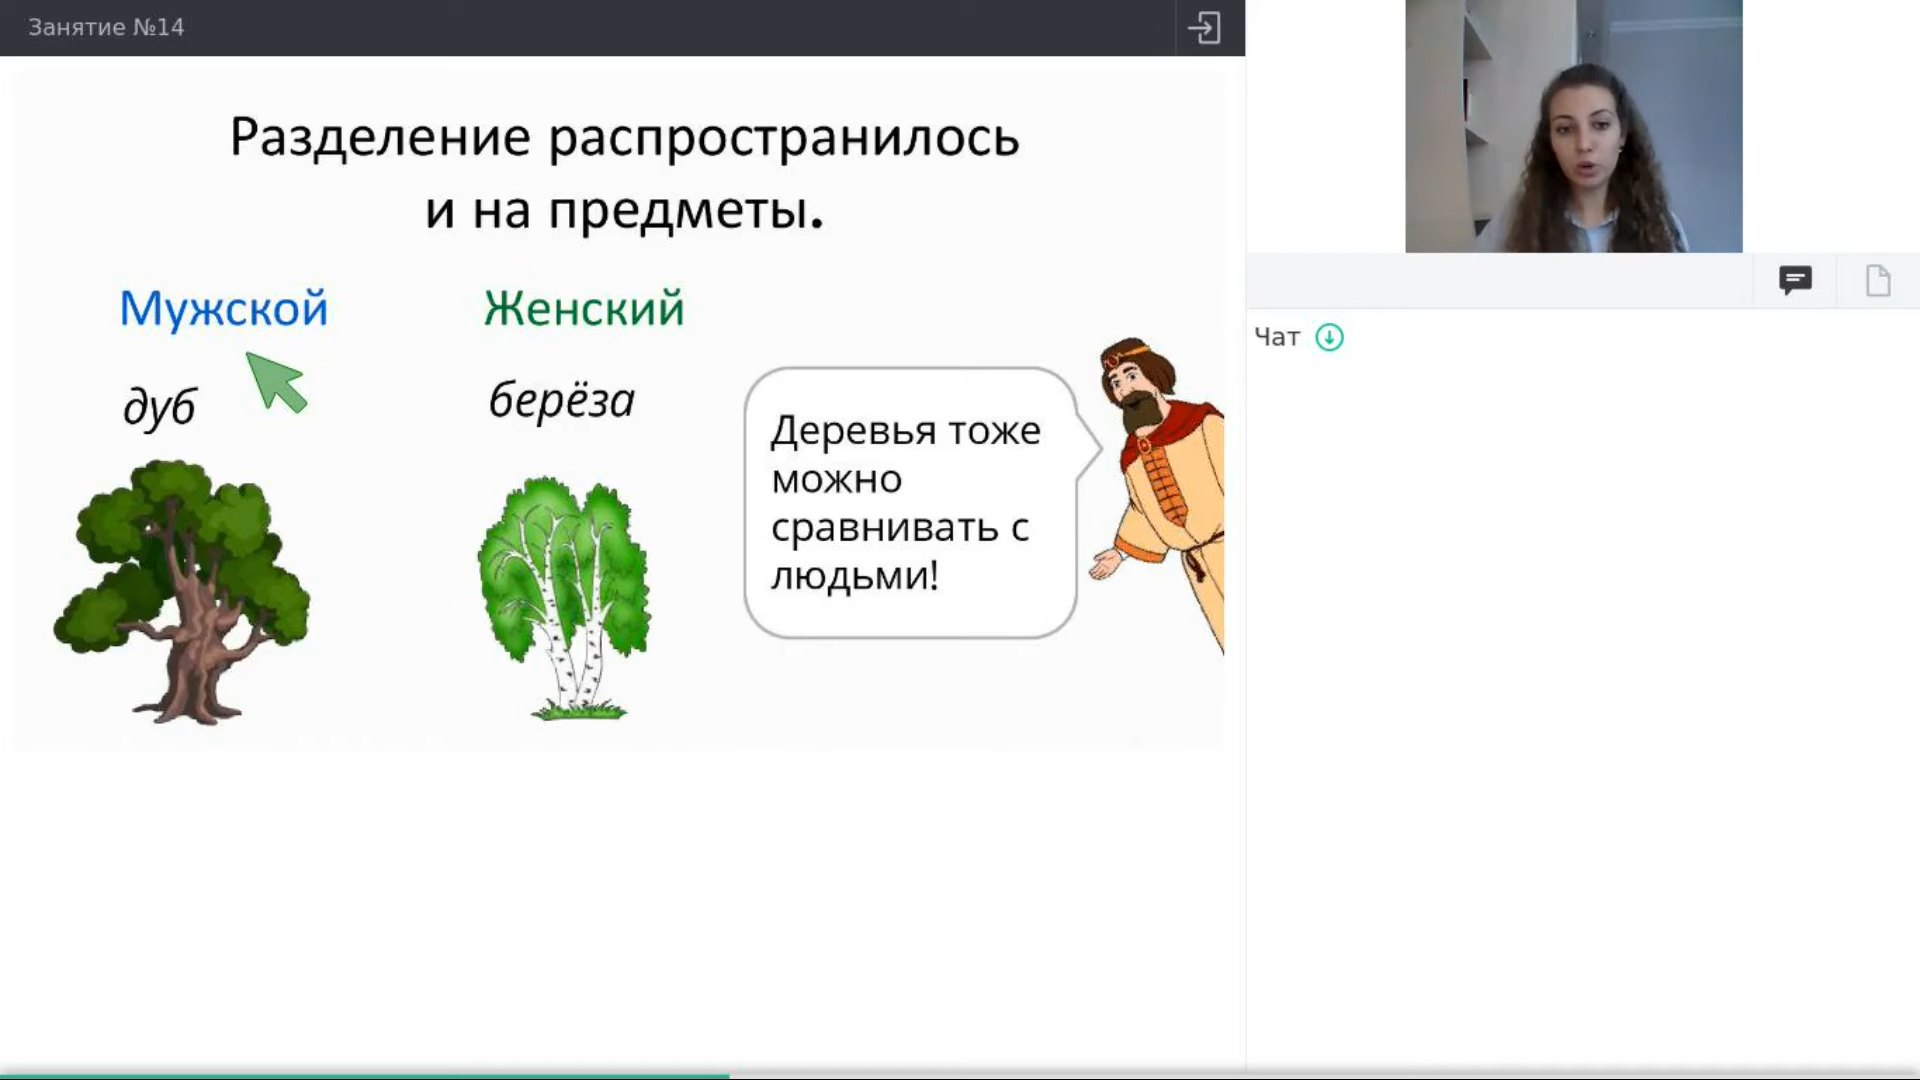 Занятие №14
Разделение распространилось
и на предметы.
Мужской
Женский
дуб
берёза
Деревья тоже
можно
сравнивать с
людьми!
Чат